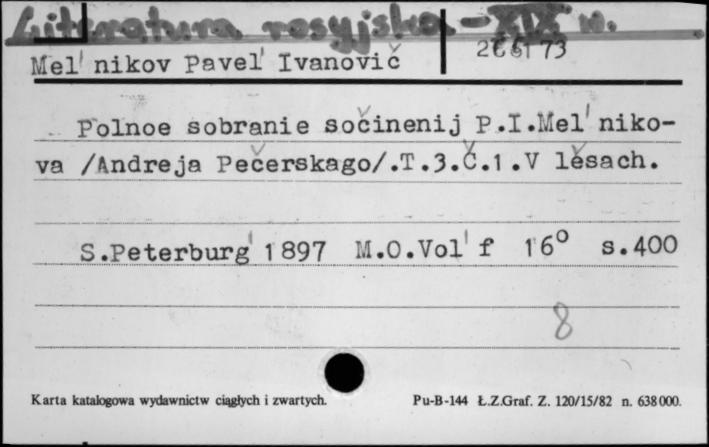 Literatura rosyjska - XIX w.
Mel'nikov Pavel' Ivanovič
Polnoe sobranie sočinenij P.I.Mel'niko-
va /Andreja Pečerskago/.T.3.Č.1.V lěsach.
S.Peterburg' 1897 M.O.Vol'f 16° s.400
8
Karta katalogowa wydawnictw ciągłych i zwartych. Pu-B-144 Ł.Z.Graf. Z. 120/15/82 n. 638000.